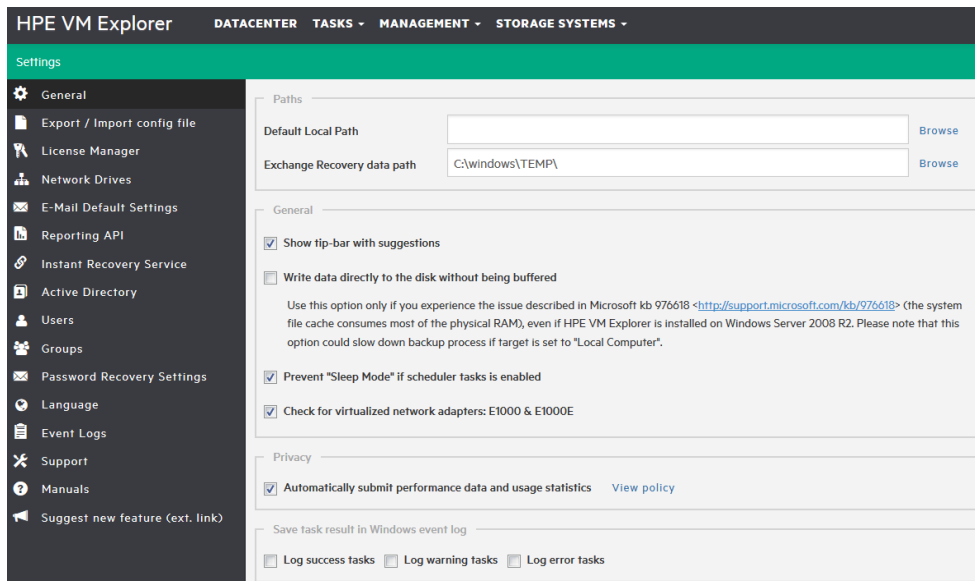 HPE VM Explorer DATACENTER TASKS MANAGEMENT STORAGE SYSTEMS
Settings
General
Export / Import config file
License Manager
Network Drives
E-Mail Default Settings
Reporting API
Instant Recovery Service
Active Directory
Users
Groups
Password Recovery Settings
Language
Event Logs
Support
Manuals
Suggest new feature (ext. link)
Paths
Default Local Path Browse
Exchange Recovery data path C:\windows\TEMP\ Browse
General
Show tip-bar with suggestions
Write data directly to the disk without being buffered
Use this option only if you experience the issue described in Microsoft kb 976618 <http://support.microsoft.com/kb/976618> (the system
file cache consumes most of the physical RAM), even if HPE VM Explorer is installed on Windows Server 2008 R2. Please note that this
option could slow down backup process if target is set to "Local Computer".
Prevent "Sleep Mode" if scheduler tasks is enabled
Check for virtualized network adapters: E1000 & E1000E
Privacy
Automatically submit performance data and usage statistics View policy
Save task result in Windows event log
Log success tasks Log warning tasks Log error tasks